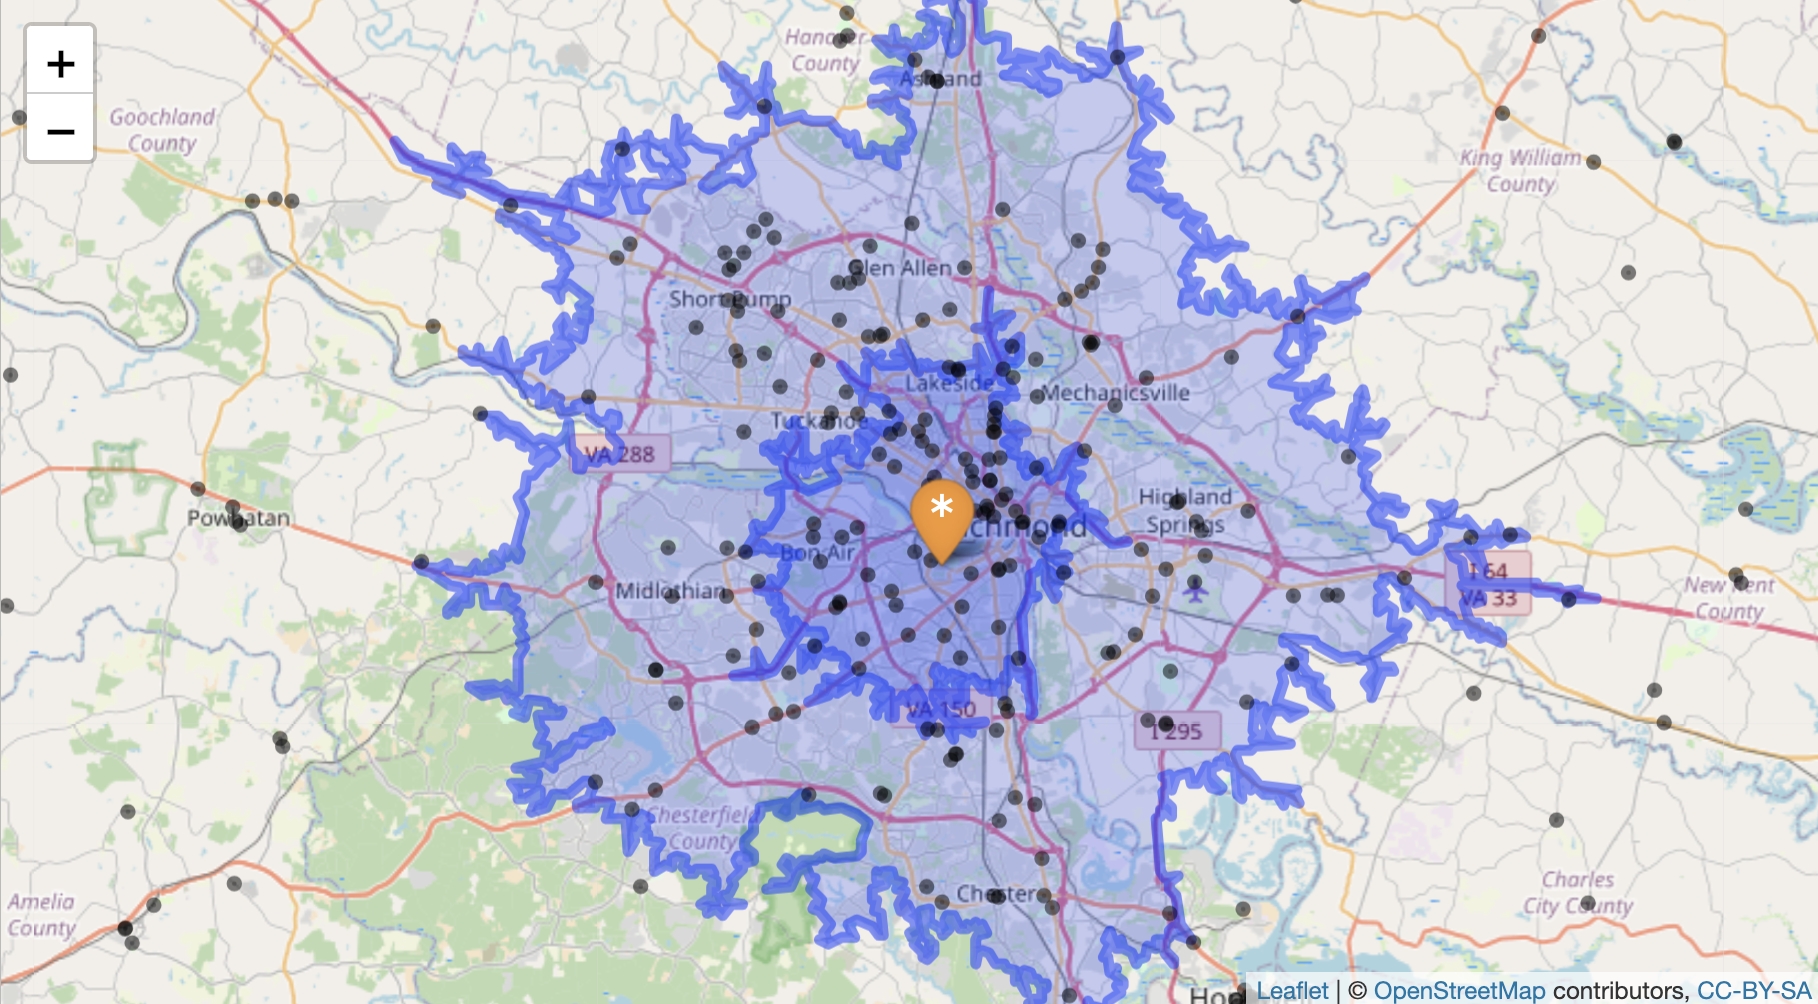 +
−
Hanover
County
Ashland
Goochland
County
King William
County
Glen Allen
Short Pump
Lakeside
Mechanicsville
Tuckahoe
VA 288
Highland
Springs
Powhatan
*
chmond
Bon Air
Midlothian
I 64
VA 33
New Kent
County
VA 150
I 295
Chesterfield
County
Chester
Charles
City County
Amelia
County
Hop
Leaflet | © OpenStreetMap contributors, CC-BY-SA